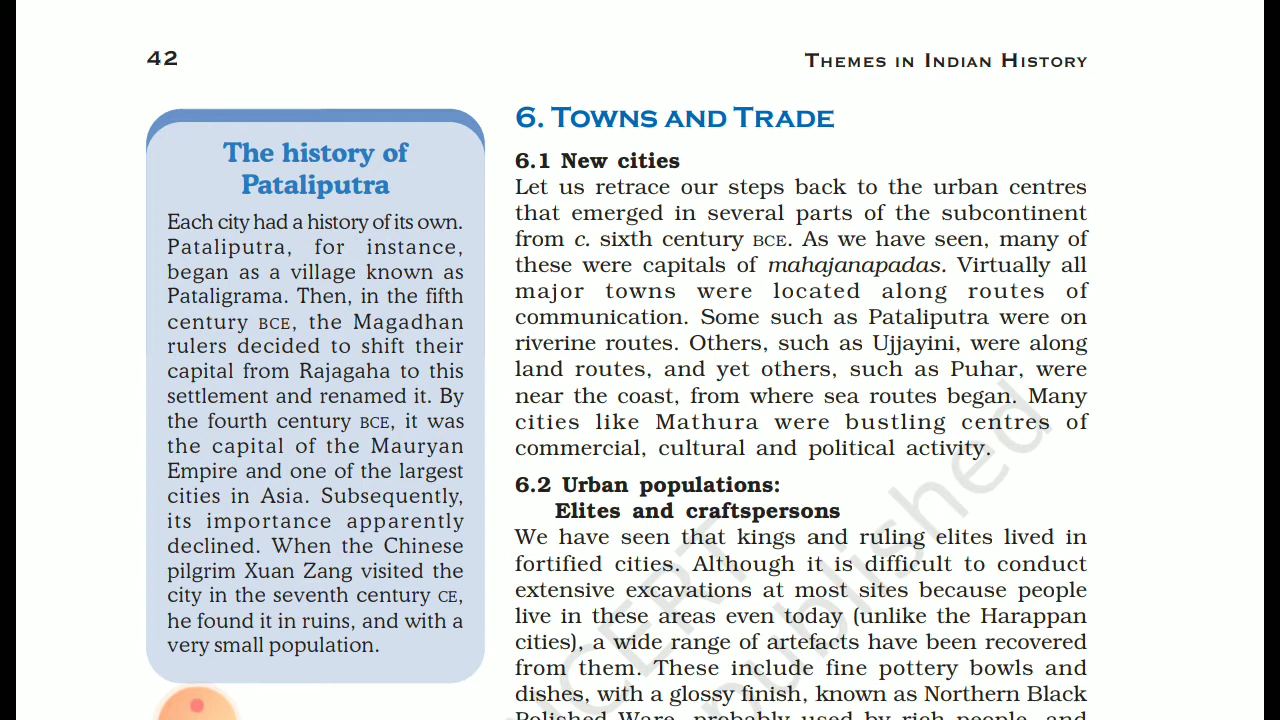 42
THEMES IN INDIAN HISTORY
The history of
Pataliputra
Each city had a history of its own.
Pataliputra, for instance,
began as a village known as
Pataligrama. Then, in the fifth
century BCE, the Magadhan
rulers decided to shift their
capital from Rajagaha to this
settlement and renamed it. By
the fourth century BCE, it was
the capital of the Mauryan
Empire and one of the largest
cities in Asia. Subsequently,
its importance apparently
declined. When the Chinese
pilgrim Xuan Zang visited the
city in the seventh century CE,
he found it in ruins, and with a
very small population.
6. TOWNS AND TRADE
6.1 New cities
Let us retrace our steps back to the urban centres
that emerged in several parts of the subcontinent
from c. sixth century BCE. As we have seen, many of
these were capitals of mahajanapadas. Virtually all
major towns were located along routes of
communication. Some such as Pataliputra were on
riverine routes. Others, such as Ujjayini, were along
land routes, and yet others, such as Puhar, were
near the coast, from where sea routes began. Many
cities like Mathura were bustling centres of
commercial, cultural and political activity.
6.2 Urban populations:
Elites and craftspersons
We have seen that kings and ruling elites lived in
fortified cities. Although it is difficult to conduct
extensive excavations at most sites because people
live in these areas even today (unlike the Harappan
cities), a wide range of artefacts have been recovered
from them. These include fine pottery bowls and
dishes, with a glossy finish, known as Northern Black
Polished Ware, probably used by rich people, and
NCERT
published